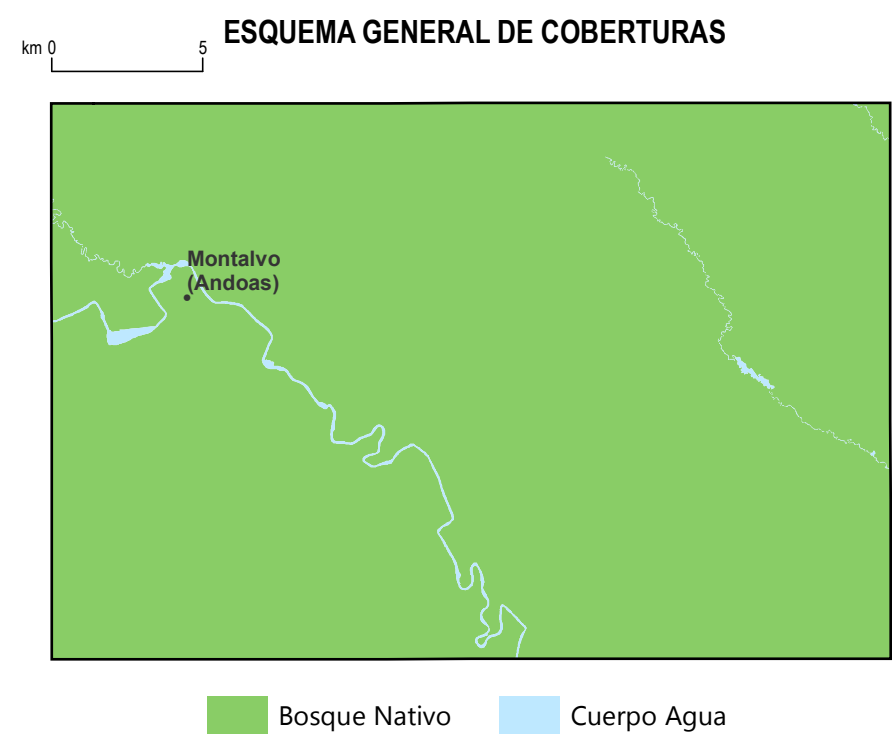 ESQUEMA GENERAL DE COBERTURAS
km 0 5
Montalvo
(Andoas)
Bosque Nativo
Cuerpo Agua